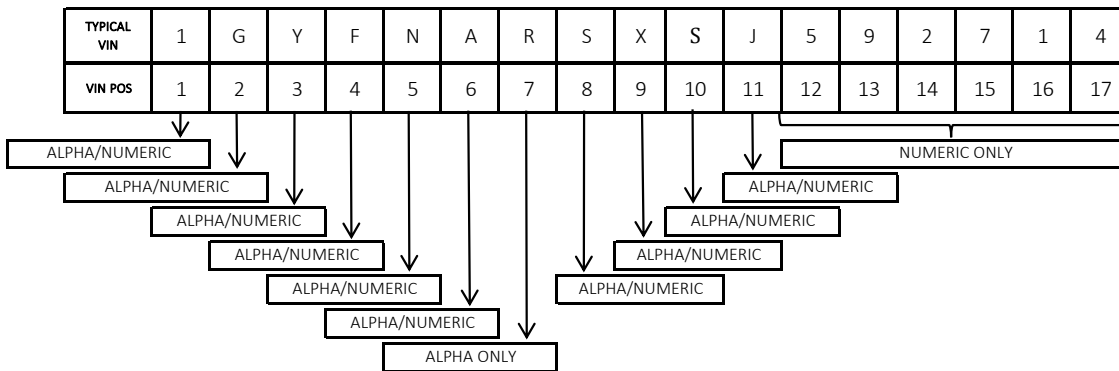 TYPICAL VIN 1 G Y F N A R S X S J 5 9 2 7 1 4
VIN POS 1 2 3 4 5 6 7 8 9 10 11 12 13 14 15 16 17
ALPHA/NUMERIC NUMERIC ONLY
ALPHA/NUMERIC ALPHA/NUMERIC
ALPHA/NUMERIC ALPHA/NUMERIC
ALPHA/NUMERIC ALPHA/NUMERIC
ALPHA/NUMERIC ALPHA/NUMERIC
ALPHA/NUMERIC
ALPHA ONLY